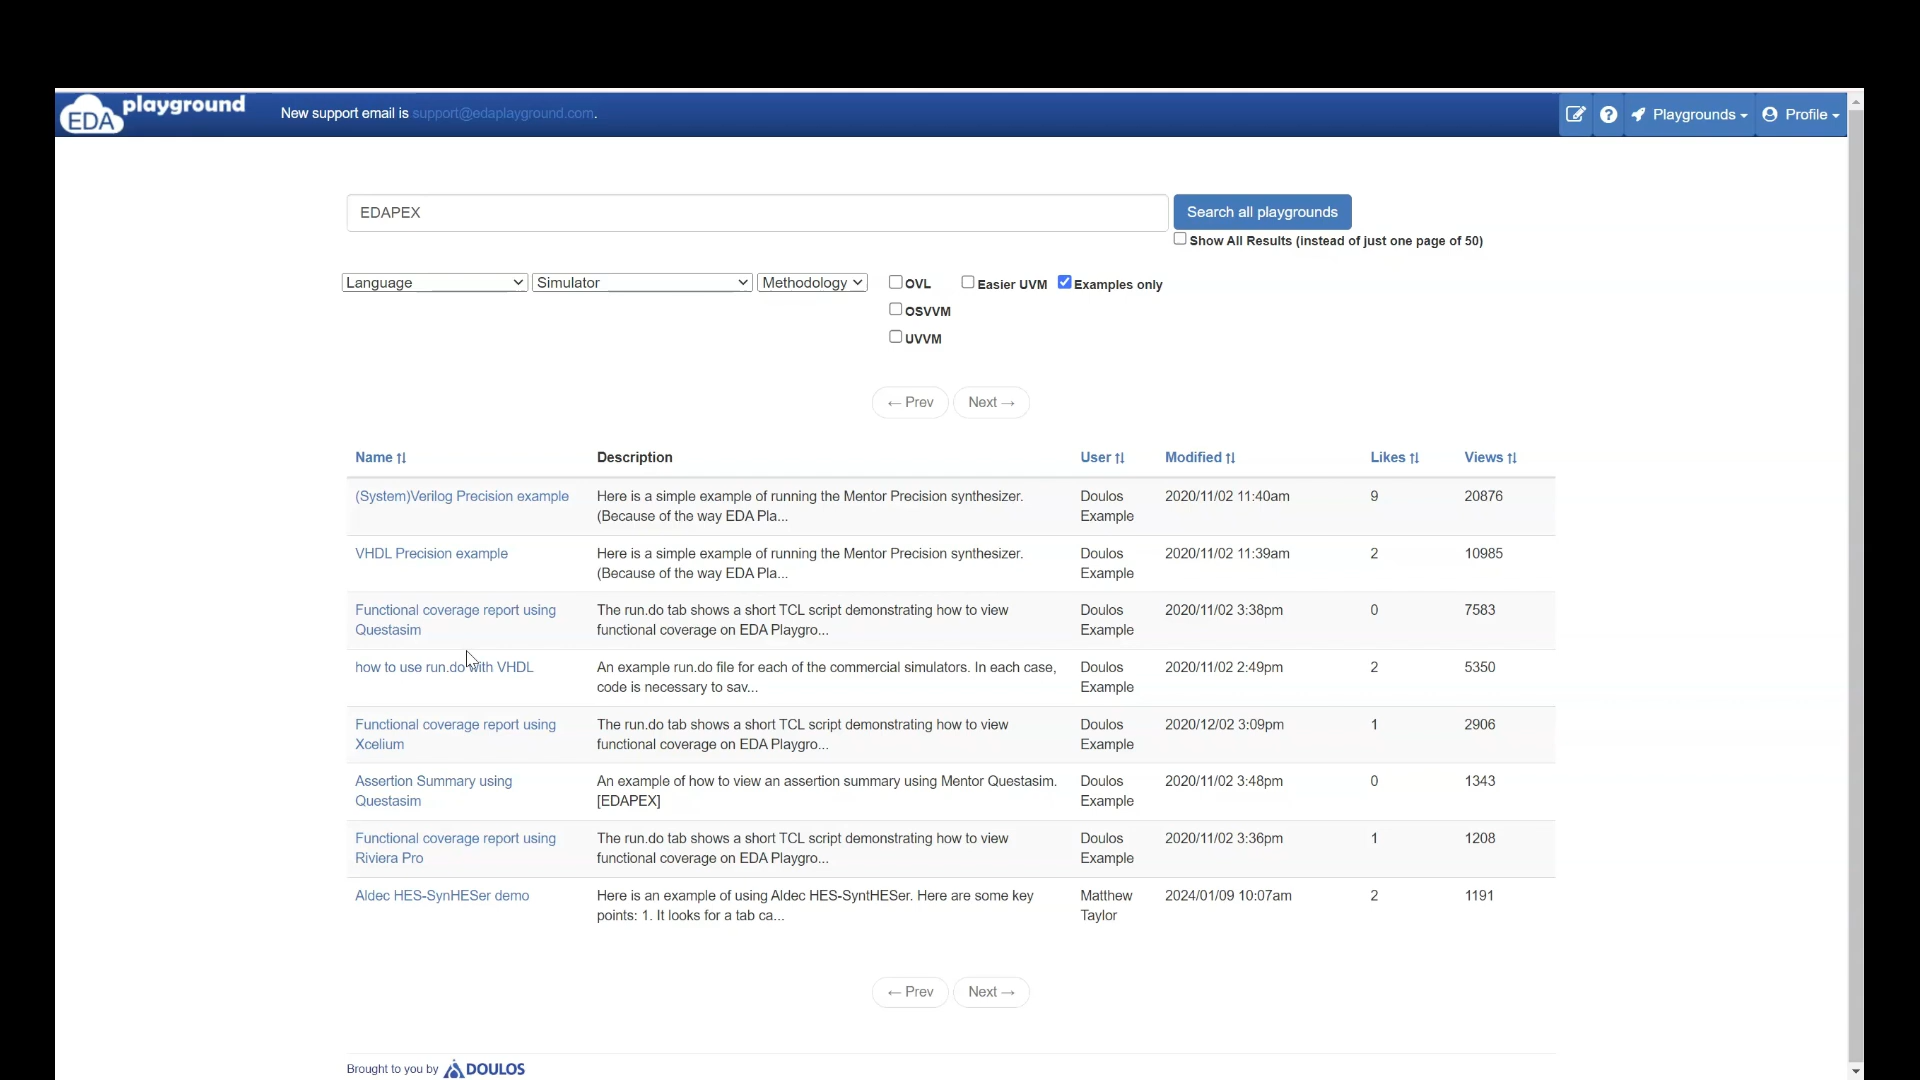 EDA playground
New support email is support@edaplayground.com.
Playgrounds
Profile
EDAPEX
Search all playgrounds
Show All Results (instead of just one page of 50)
Language
Simulator
Methodology
OVL
Easier UVM
Examples only
OSVVM
UVVM
← Prev
Next →
Name
Description
User
Modified
Likes
Views
(System)Verilog Precision example
Here is a simple example of running the Mentor Precision synthesizer.
(Because of the way EDA Pla...
Doulos
Example
2020/11/02 11:40am
9
20876
VHDL Precision example
Here is a simple example of running the Mentor Precision synthesizer.
(Because of the way EDA Pla...
Doulos
Example
2020/11/02 11:39am
2
10985
Functional coverage report using
Questasim
The run.do tab shows a short TCL script demonstrating how to view
functional coverage on EDA Playgro...
Doulos
Example
2020/11/02 3:38pm
0
7583
how to use run.do with VHDL
An example run.do file for each of the commercial simulators. In each case,
code is necessary to sav...
Doulos
Example
2020/11/02 2:49pm
2
5350
Functional coverage report using
Xcelium
The run.do tab shows a short TCL script demonstrating how to view
functional coverage on EDA Playgro...
Doulos
Example
2020/12/02 3:09pm
1
2906
Assertion Summary using
Questasim
An example of how to view an assertion summary using Mentor Questasim.
[EDAPEX]
Doulos
Example
2020/11/02 3:48pm
0
1343
Functional coverage report using
Riviera Pro
The run.do tab shows a short TCL script demonstrating how to view
functional coverage on EDA Playgro...
Doulos
Example
2020/11/02 3:36pm
1
1208
Aldec HES-SynHESer demo
Here is an example of using Aldec HES-SyntHESer. Here are some key
points: 1. It looks for a tab ca...
Matthew
Taylor
2024/01/09 10:07am
2
1191
← Prev
Next →
Brought to you by DOULOS